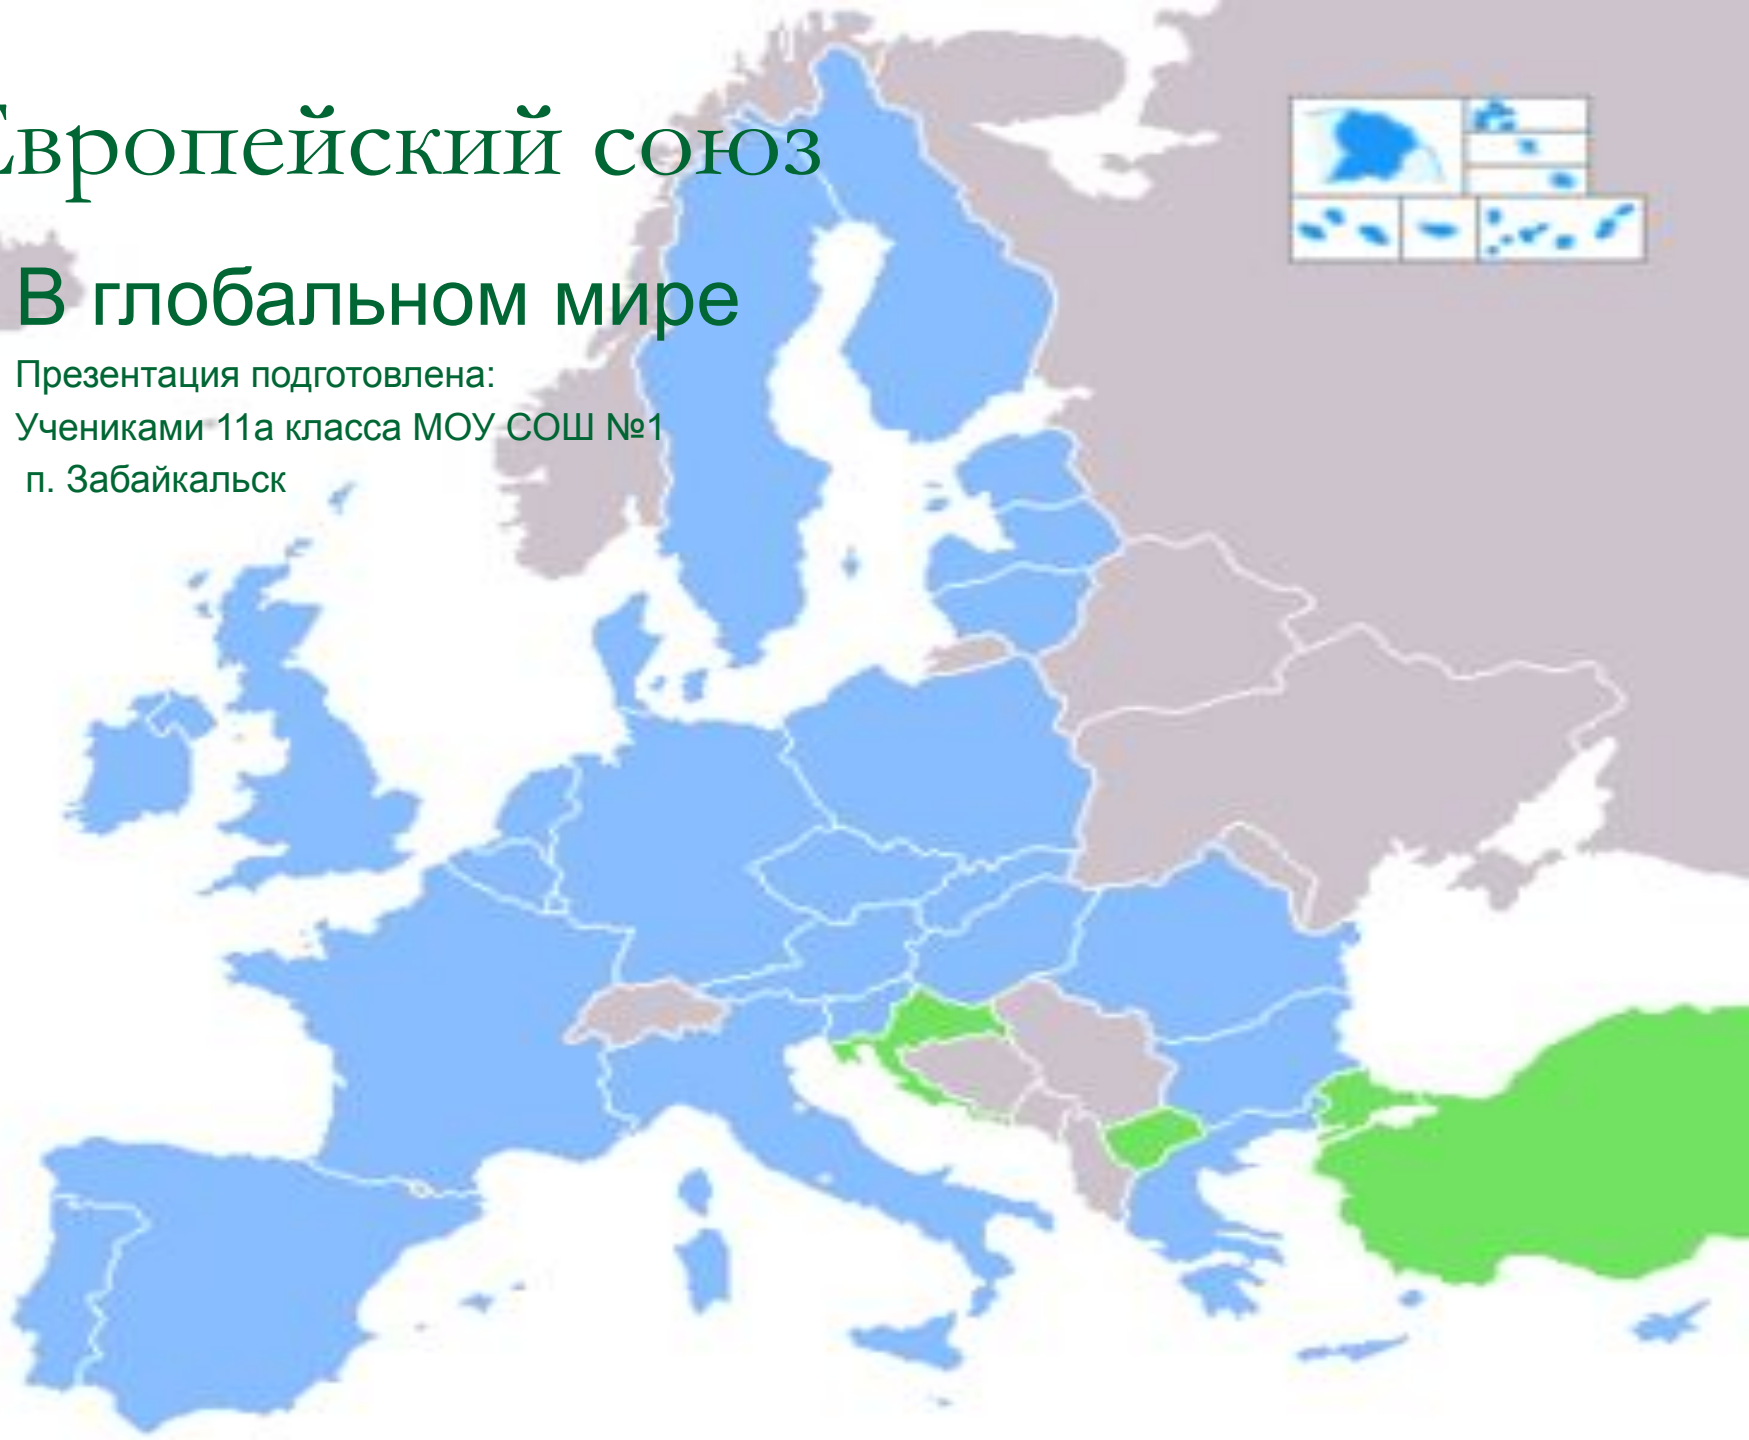 Европейский союз
В глобальном мире
Презентация подготовлена:
Учениками 11а класса МОУ СОШ №1
п. Забайкальск